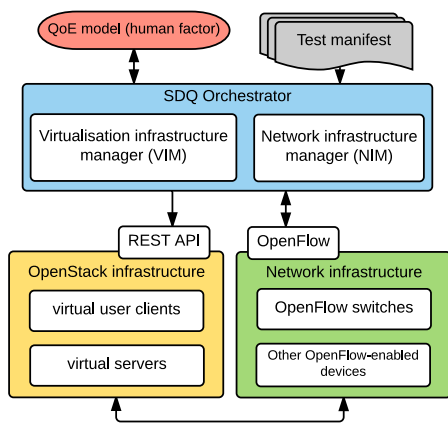 QoE model (human factor)
Test manifest
SDQ Orchestrator
Virtualisation infrastructure
manager (VIM)
Network infrastructure
manager (NIM)
REST API
OpenFlow
OpenStack infrastructure
virtual user clients
virtual servers
Network infrastructure
OpenFlow switches
Other OpenFlow-enabled
devices